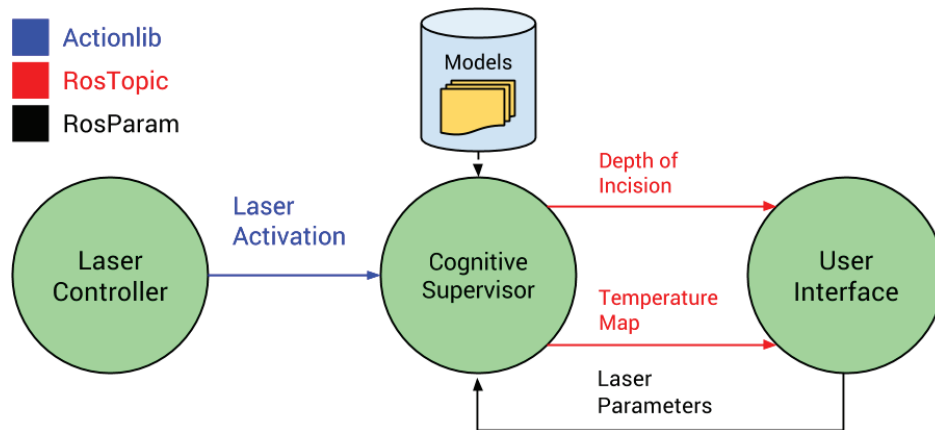 Actionlib
RosTopic
RosParam
Models
Laser
Controller
Laser
Activation
Cognitive
Supervisor
Depth of
Incision
Temperature
Map
Laser
Parameters
User
Interface